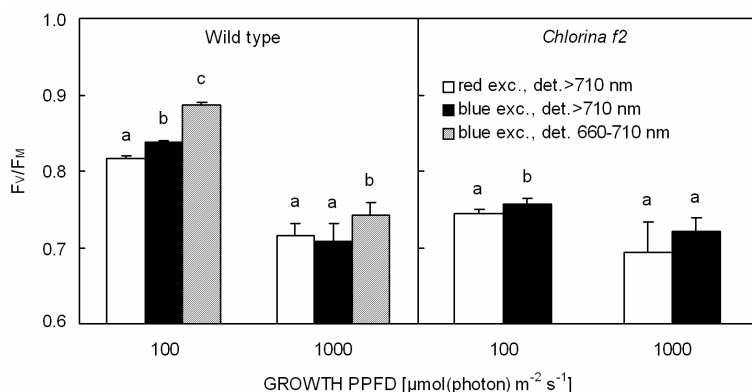 Wild type
Chlorina f2
red exc., det.>710 nm
blue exc., det.>710 nm
blue exc., det. 660-710 nm
FV/FM
1.0
0.9
0.8
0.7
0.6
a b c
a a b
a b
a a
100 1000 100 1000
GROWTH PPFD [µmol(photon) m⁻² s⁻¹]